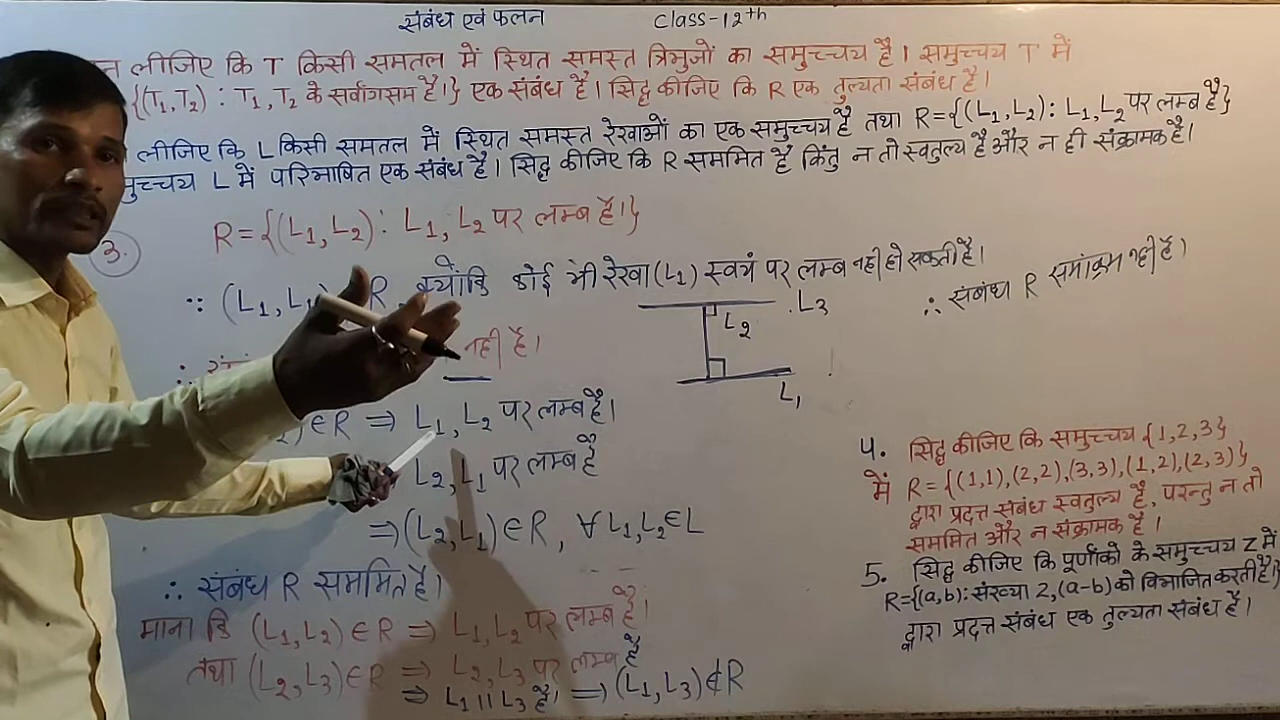 संबंध एवं फलन Class-12th
लीजिए कि T किसी समतल में स्थित समस्त त्रिभुजों का समुच्चय है। समुच्चय T में
{(T₁,T₂) : T₁,T₂ के सर्वांगसम है।} एक संबंध है। सिद्ध कीजिए कि R एक तुल्यता संबंध है।
लीजिए कि L किसी समतल में स्थित समस्त रेखाओं का एक समुच्चय है तथा R={(L₁,L₂): L₁,L₂ पर लम्ब है}
मुच्चय L में परिभाषित एक संबंध है। सिद्ध कीजिए कि R सममित है किंतु न तो स्वतुल्य है और न ही संक्रामक है।
3. R={(L₁,L₂): L₁,L₂ पर लम्ब है।}
∵ (L₁,L₁) R, क्योंकि कोई भी रेखा (L₁) स्वयं पर लम्ब नही हो सकती है।
∴ संबंध R समांक्रम नही है।
L₃
L₂
L₁
∴ नही है।
)∈R ⇒ L₁,L₂ पर लम्ब है।
L₂,L₁ पर लम्ब है
⇒(L₂,L₁)∈R, ∀ L₁,L₂∈L
∴ संबंध R सममित है।
माना कि (L₁,L₂)∈R ⇒ L₁,L₂ पर लम्ब है।
तथा (L₂,L₃)∈R ⇒ L₂,L₃ पर लम्ब है
⇒ L₁ || L₃ है। ⇒ (L₁,L₃)∉R
4. सिद्ध कीजिए कि समुच्चय {1,2,3}
में R={(1,1),(2,2),(3,3),(1,2),(2,3)}
द्वारा प्रदत्त संबंध स्वतुल्य है, परन्तु न तो
सममित और न संक्रामक है।
5. सिद्ध कीजिए कि पूर्णांको के समुच्चय Z में
R={(a,b): संख्या 2,(a-b) को विभाजित करती है।}
द्वारा प्रदत्त संबंध एक तुल्यता संबंध है।